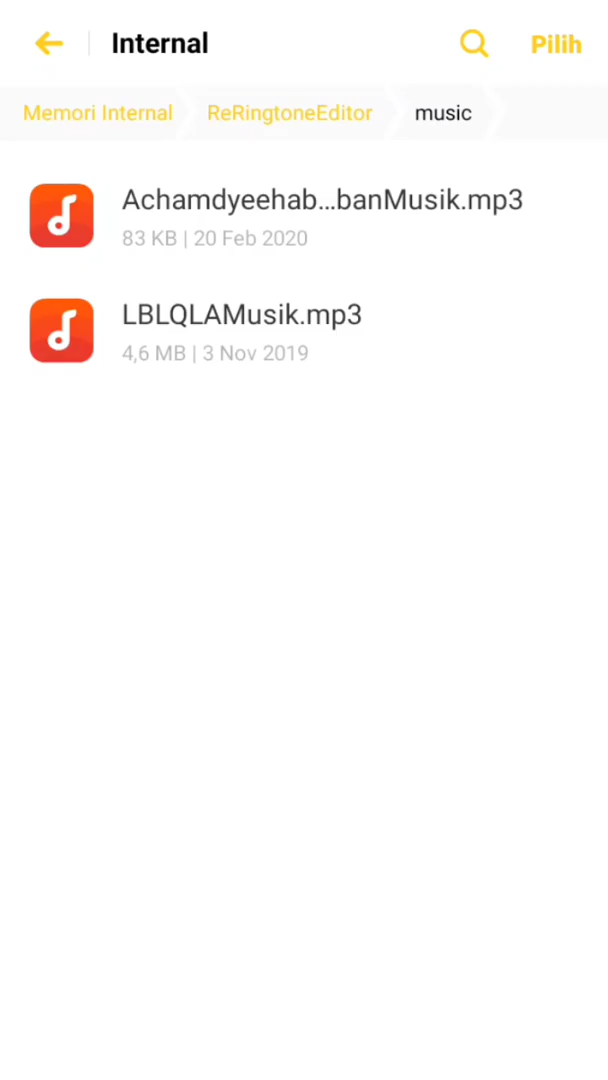 Internal
Pilih
Memori Internal
ReRingtoneEditor
music
Achamdyeehab...banMusik.mp3
83 KB | 20 Feb 2020
LBLQLAMusik.mp3
4,6 MB | 3 Nov 2019